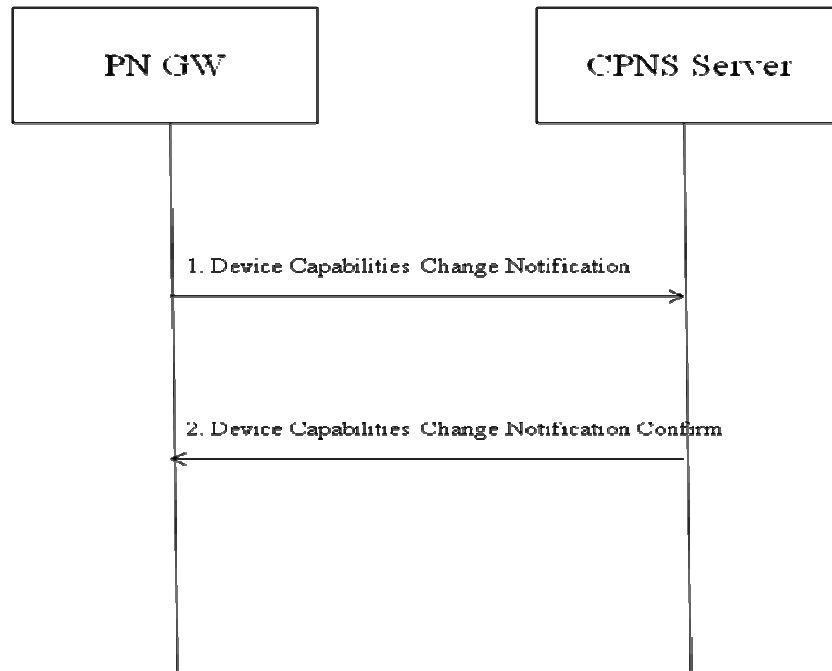 PN GW
CPNS Server
1. Device Capabilities Change Notification
2. Device Capabilities Change Notification Confirm